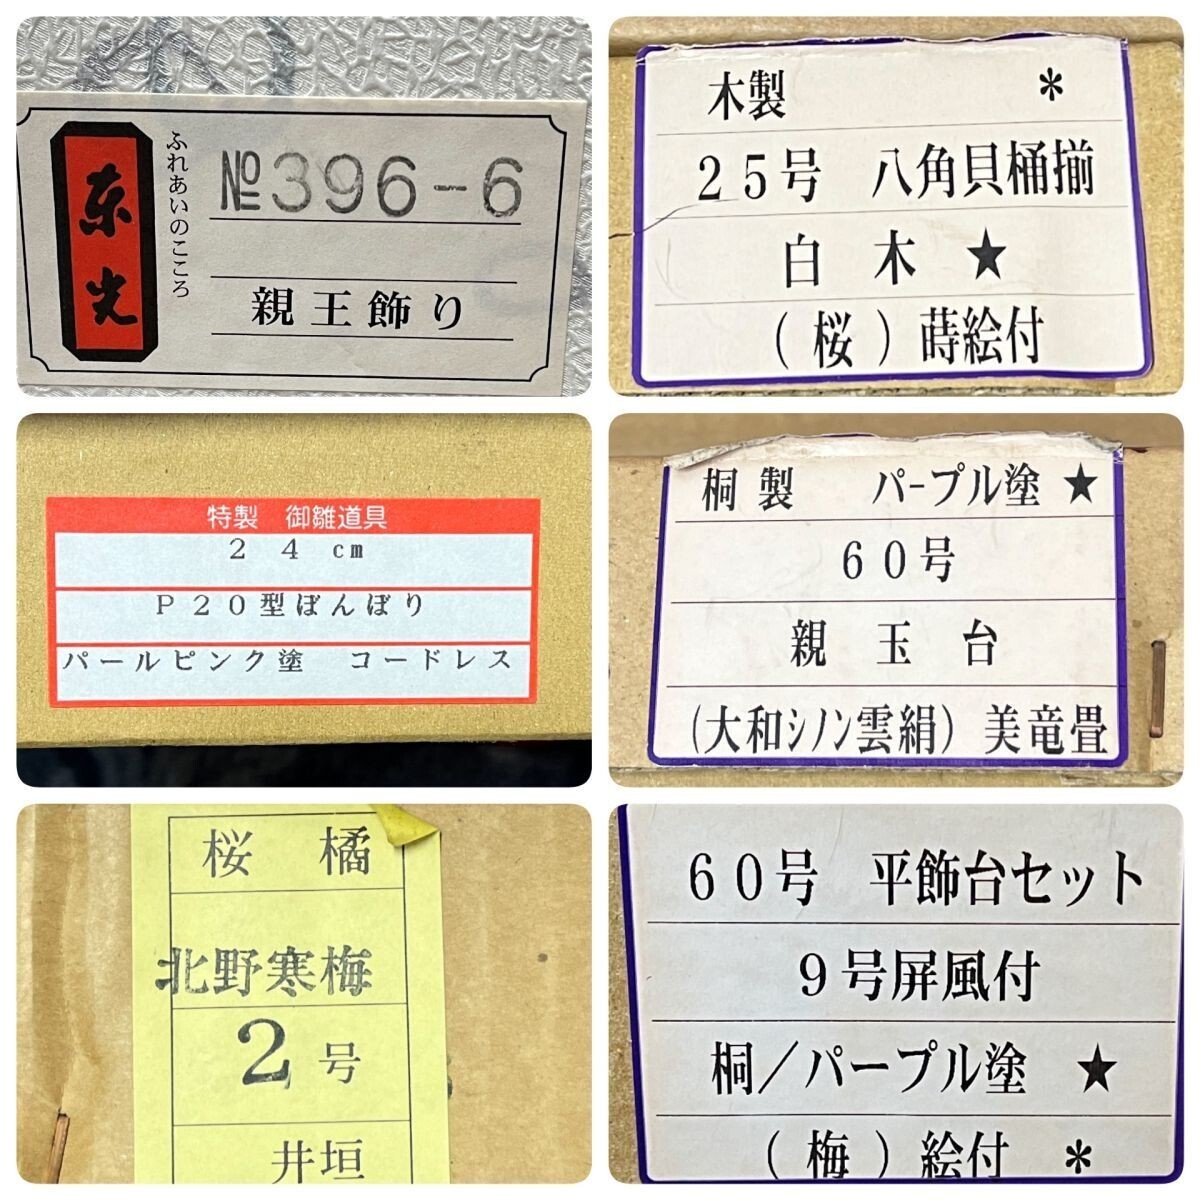 东光
ふれあいのこころ
№396-6
親王飾り
木製 *
25号 八角貝桶揃
白木 ★
(桜)蒔絵付
特製 御雛道具
24cm
P20型ぼんぼり
パールピンク塗 コードレス
桐製 パープル塗 ★
60号
親玉台
(大和シノン雲絹) 美竜畳
桜 橘
北野寒梅
2号
井垣
60号 平飾台セット
9号屏風付
桐/パープル塗 ★
(梅)絵付 *